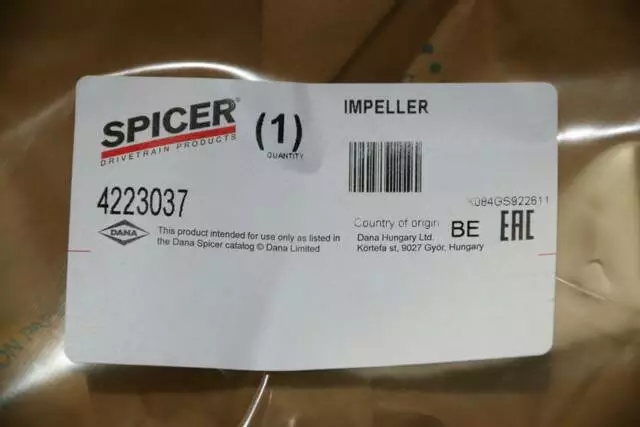 SPICER®
DRIVETRAIN PRODUCTS
(1)
QUANTITY
IMPELLER
4223037
K084GS922611
DANA
This product intended for use only as listed in
the Dana Spicer catalog © Dana Limited
Country of origin
BE
EAC
Dana Hungary Ltd.
Körtefa st, 9027 Győr, Hungary